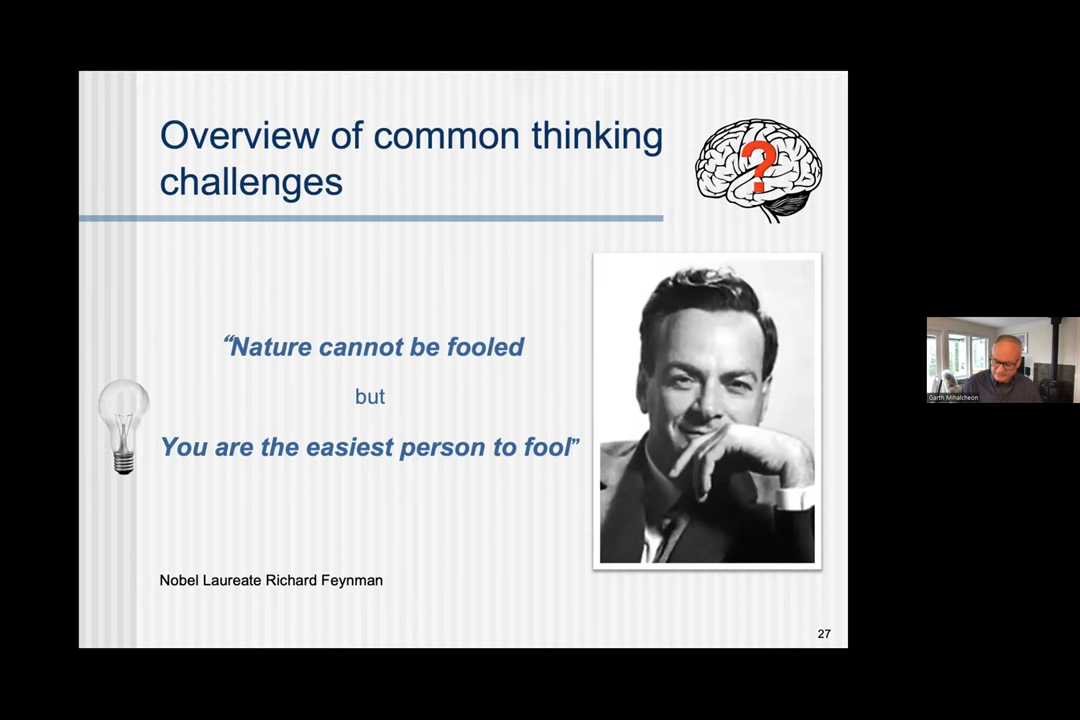 Overview of common thinking
challenges
?
“Nature cannot be fooled
but
You are the easiest person to fool”
Nobel Laureate Richard Feynman
27
Garth Mihalcheon